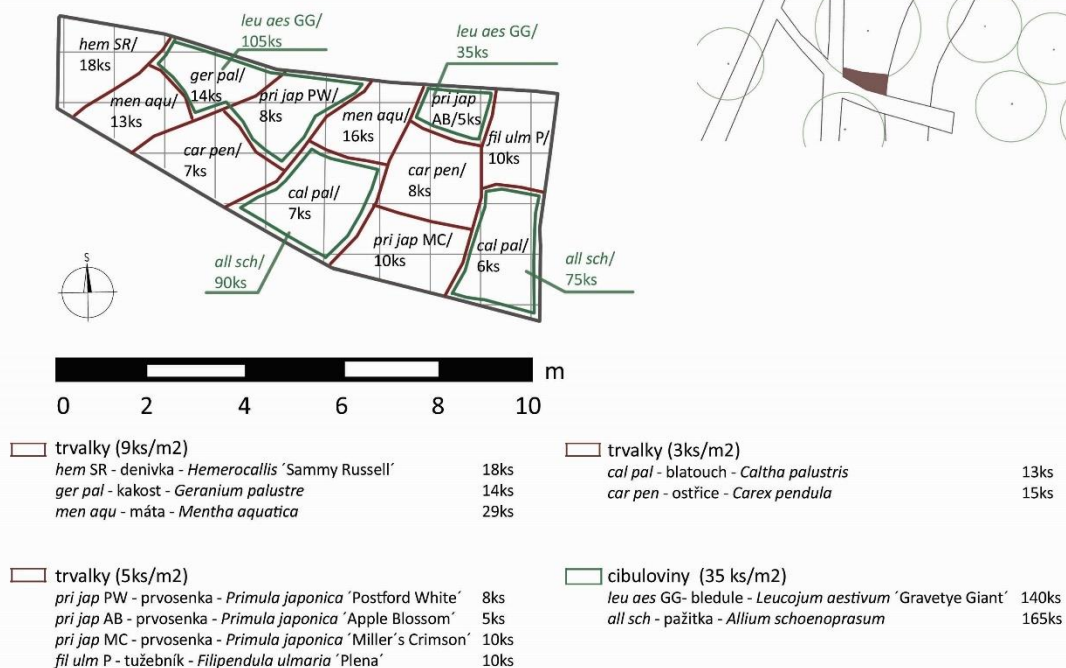 leu aes GG/
105ks
leu aes GG/
35ks
hem SR/
18ks
ger pal/
14ks
men aqu/
13ks
pri jap PW/
8ks
men aqu/
16ks
pri jap
AB/5ks
fil ulm P/
10ks
car pen/
7ks
car pen/
8ks
cal pal/
7ks
pri jap MC/
10ks
cal pal/
6ks
all sch/
90ks
all sch/
75ks
S
m
0 2 4 6 8 10
trvalky (9ks/m2)
hem SR - denivka - Hemerocallis ´Sammy Russell´ 18ks
ger pal - kakost - Geranium palustre 14ks
men aqu - máta - Mentha aquatica 29ks
trvalky (3ks/m2)
cal pal - blatouch - Caltha palustris 13ks
car pen - ostřice - Carex pendula 15ks
trvalky (5ks/m2)
pri jap PW - prvosenka - Primula japonica ´Postford White´ 8ks
pri jap AB - prvosenka - Primula japonica ´Apple Blossom´ 5ks
pri jap MC - prvosenka - Primula japonica ´Miller´s Crimson´ 10ks
fil ulm P - tužebník - Filipendula ulmaria ´Plena´ 10ks
cibuloviny (35 ks/m2)
leu aes GG- bledule - Leucojum aestivum ´Gravetye Giant´ 140ks
all sch - pažitka - Allium schoenoprasum 165ks